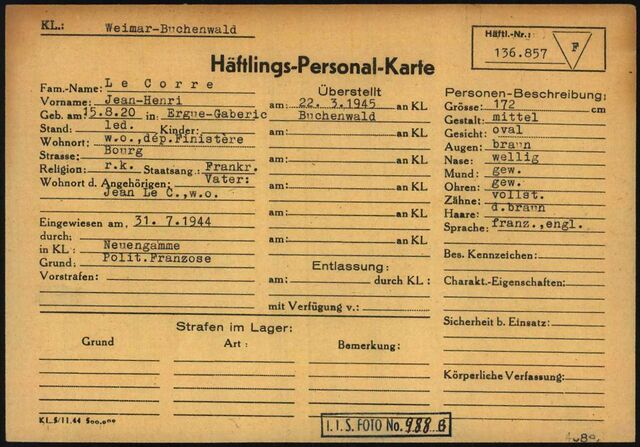 KL.: Weimar-Buchenwald
Häftl.-Nr.:
136.857 F
Häftlings-Personal-Karte
Fam.-Name: Le Corre
Vorname: Jean-Henri
Geb. am 15.8.20 in: Ergue-Gaberic
Stand: led. Kinder:
Wohnort: w.o.,dép.Finistère
Strasse: Bourg
Religion: r.k. Staatsang.: Frankr.
Wohnort d. Angehörigen: Vater:
Jean Le C.,w.o.
Eingewiesen am: 31.7.1944
durch:
in KL: Neuengamme
Grund: Polit.Franzose
Vorstrafen:
Überstellt
am: 22. 3.1945 an KL
Buchenwald
am: an KL
am: an KL
am: an KL
am: an KL
am: an KL
Entlassung:
am: durch KL:
mit Verfügung v.:
Personen-Beschreibung:
Grösse: 172 cm
Gestalt: mittel
Gesicht: oval
Augen: braun
Nase: wellig
Mund: gew.
Ohren: gew.
Zähne: vollst.
Haare: d.braun
Sprache: franz.,engl.
Bes. Kennzeichen:
Charakt.-Eigenschaften:
Sicherheit b. Einsatz:
Körperliche Verfassung:
Strafen im Lager:
Grund Art: Bemerkung:
KL.5/11.44 500.000
I.I.S. FOTO No. 988 B